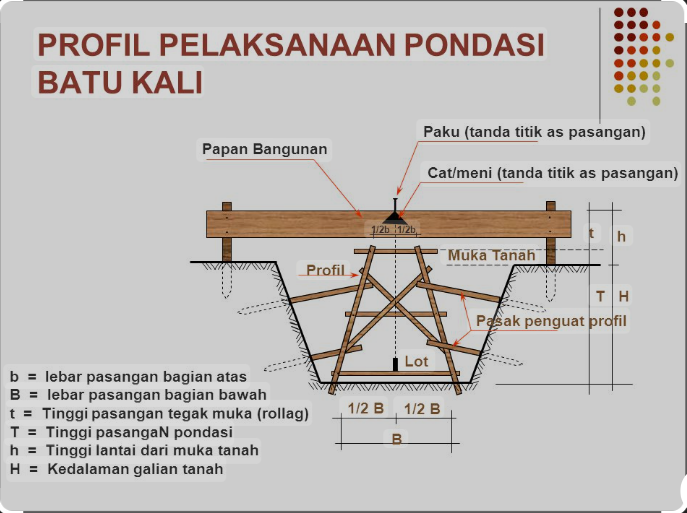 PROFIL PELAKSANAAN PONDASI
BATU KALI
Paku (tanda titik as pasangan)
Papan Bangunan
Cat/meni (tanda titik as pasangan)
1/2b 1/2b
t
h
Muka Tanah
Profil
T H
Pasak penguat profil
Lot
b = lebar pasangan bagian atas
B = lebar pasangan bagian bawah
t = Tinggi pasangan tegak muka (rollag)
T = Tinggi pasangaN pondasi
h = Tinggi lantai dari muka tanah
H = Kedalaman galian tanah
1/2 B 1/2 B
B